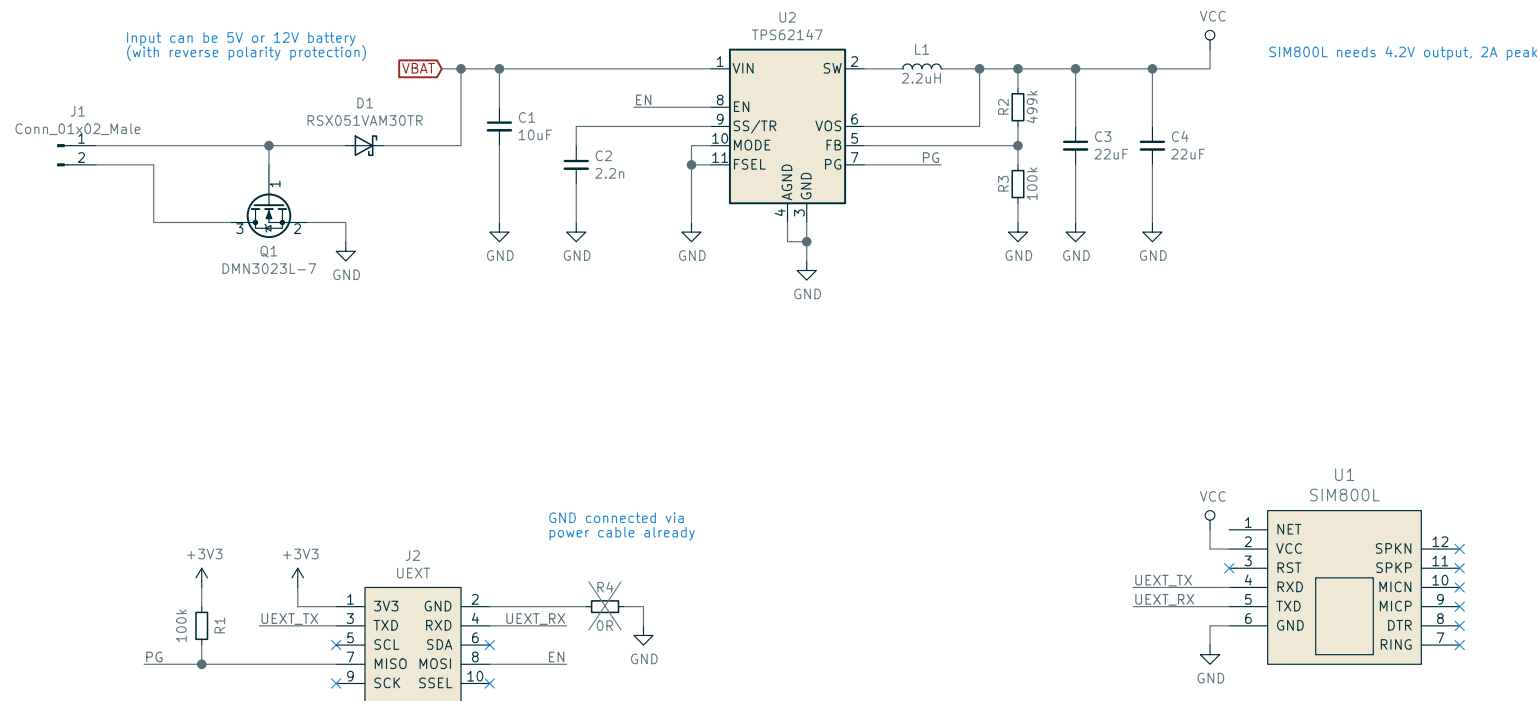 Input can be 5V or 12V battery
(with reverse polarity protection)
VBAT
U2
TPS62147
VCC
SIM800L needs 4.2V output, 2A peak
J1
Conn_01x02_Male
1
2
D1
RSX051VAM30TR
1
3
2
Q1
DMN3023L-7
GND
C1
10uF
GND
C2
2.2n
GND
EN
GND
1
VIN
8
EN
9
SS/TR
10
MODE
11
FSEL
SW
2
VOS
6
FB
5
PG
7
PG
AGND
GND
4
3
GND
L1
2.2uH
R2
499k
R3
100k
GND
C3
22uF
GND
C4
22uF
GND
GND connected via
power cable already
+3V3
100k
R1
PG
+3V3
UEXT_TX
J2
UEXT
1
3V3
GND
2
3
TXD
RXD
4
5
SCL
SDA
6
7
MISO
MOSI
8
9
SCK
SSEL
10
UEXT_RX
EN
R4
0R
GND
U1
SIM800L
VCC
UEXT_TX
UEXT_RX
GND
1
NET
2
VCC
SPKN
12
3
RST
SPKP
11
4
RXD
MICN
10
5
TXD
MICP
9
6
GND
DTR
8
RING
7